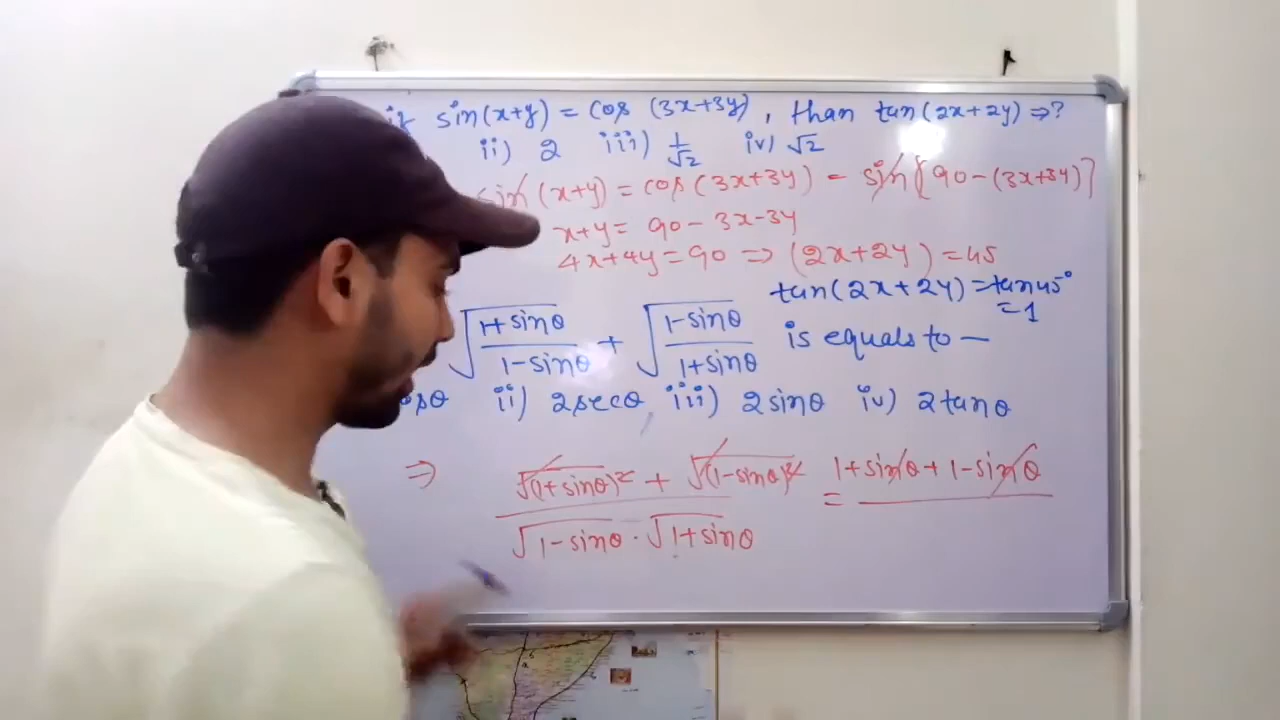 if sin(x+y) = cos (3x+3y), than tan(2x+2y) ⇒?
ii) 2 iii) 1/√2 iv) √2
sin (x+y) = cos (3x+3y) = sin {90-(3x+3y)}
x+y = 90 - 3x-3y
4x+4y=90 ⇒ (2x+2y) = 45
tan(2x+2y) = tan45°
=1
√(1+sinθ/1-sinθ) + √(1-sinθ/1+sinθ) is equals to —
ii) 2secθ iii) 2sinθ iv) 2tanθ
⇒ √(1+sinθ)² + √(1-sinθ)² / √1-sinθ · √1+sinθ = 1+sinθ+1-sinθ